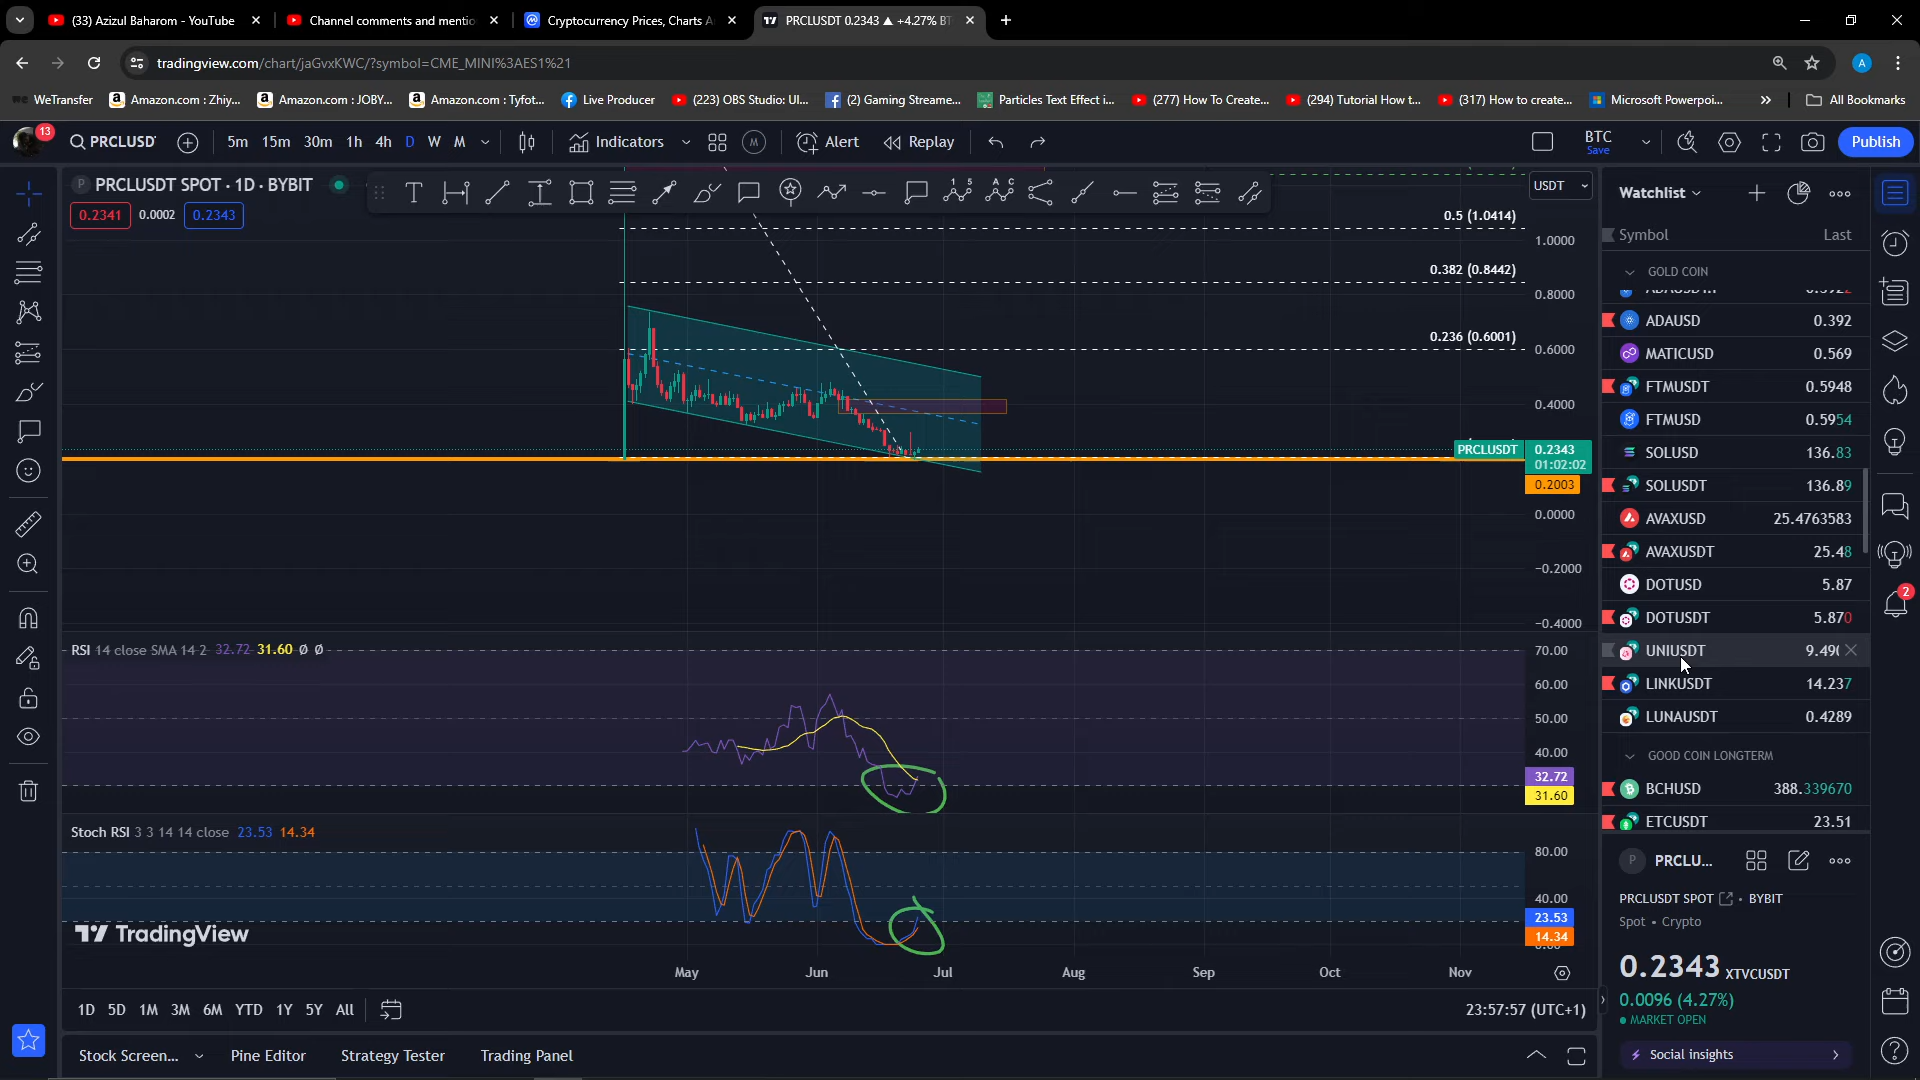 (33) Azizul Baharom - YouTube
Channel comments and mentio
Cryptocurrency Prices, Charts A
PRCLUSDT 0.2343 ▲ +4.27% BT
tradingview.com/chart/jaGvxKWC/?symbol=CME_MINI%3AES1%21
A
WeTransfer
Amazon.com : Zhiy...
Amazon.com : JOBY...
Amazon.com : Tyfot...
Live Producer
(223) OBS Studio: Ul...
(2) Gaming Streame...
Particles Text Effect i...
(277) How To Create...
(294) Tutorial How t...
(317) How to create...
Microsoft Powerpoi...
All Bookmarks
13
PRCLUSD
5m 15m 30m 1h 4h D W M
Indicators
M
Alert
Replay
BTC
Save
Publish
P PRCLUSDT SPOT · 1D · BYBIT
0.2341 0.0002 0.2343
USDT
0.5 (1.0414)
0.382 (0.8442)
0.236 (0.6001)
1.0000
0.8000
0.6000
0.4000
PRCLUSDT 0.2343
01:02:02
0.2003
0.0000
−0.2000
−0.4000
RSI 14 close SMA 14 2 32.72 31.60 Ø Ø
70.00
60.00
50.00
40.00
32.72
31.60
Stoch RSI 3 3 14 14 close 23.53 14.34
80.00
40.00
23.53
14.34
TradingView
May Jun Jul Aug Sep Oct Nov
1D 5D 1M 3M 6M YTD 1Y 5Y All
23:57:57 (UTC+1)
Stock Screen...
Pine Editor
Strategy Tester
Trading Panel
Watchlist
Symbol Last
GOLD COIN
ADAUSD 0.392
MATICUSD 0.569
FTMUSDT 0.5948
FTMUSD 0.5954
SOLUSD 136.83
SOLUSDT 136.89
AVAXUSD 25.4763583
AVAXUSDT 25.48
DOTUSD 5.87
DOTUSDT 5.870
UNIUSDT 9.49
LINKUSDT 14.237
LUNAUSDT 0.4289
GOOD COIN LONGTERM
BCHUSD 388.339670
ETCUSDT 23.51
P PRCLU...
PRCLUSDT SPOT · BYBIT
Spot • Crypto
0.2343 XTVCUSDT
0.0096 (4.27%)
MARKET OPEN
Social insights
2